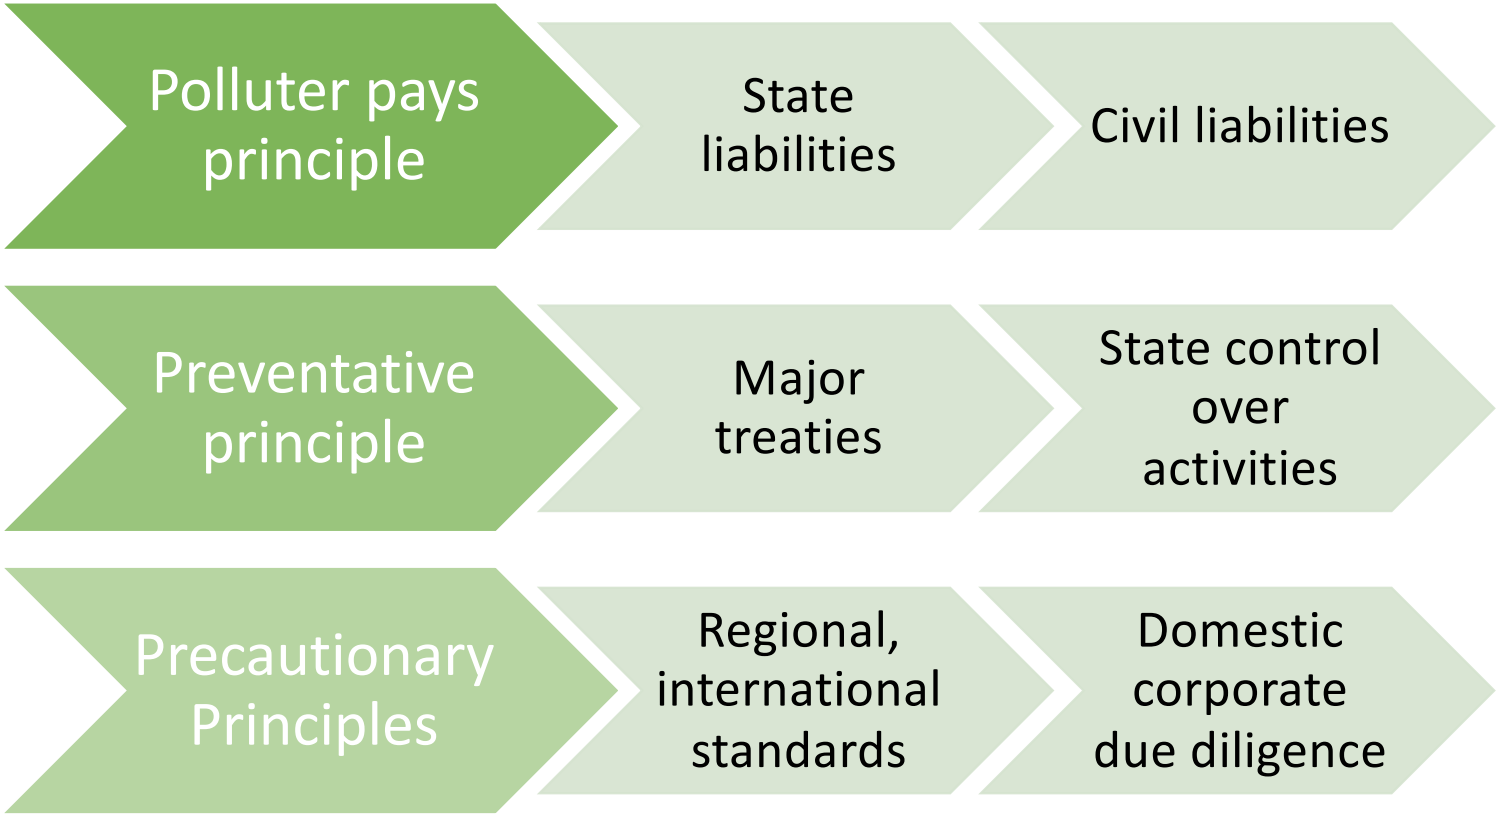 Polluter pays
principle
State
liabilities
Civil liabilities
Preventative
principle
Major
treaties
State control
over
activities
Precautionary
Principles
Regional,
international
standards
Domestic
corporate
due diligence